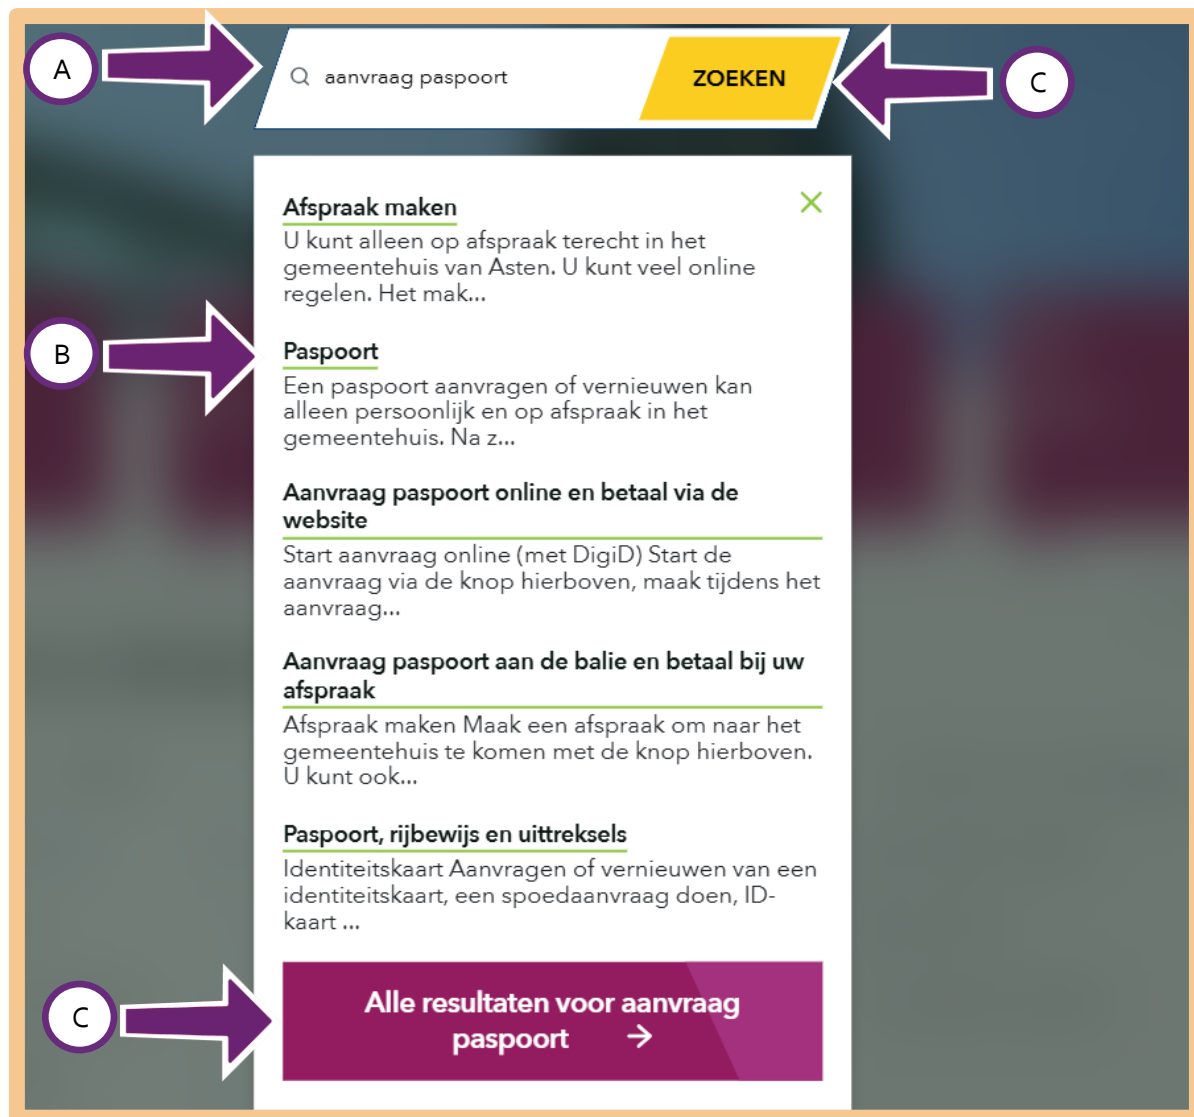 A
aanvraag paspoort
ZOEKEN
C
Afspraak maken
U kunt alleen op afspraak terecht in het
gemeentehuis van Asten. U kunt veel online
regelen. Het mak...
B
Paspoort
Een paspoort aanvragen of vernieuwen kan
alleen persoonlijk en op afspraak in het
gemeentehuis. Na z...
Aanvraag paspoort online en betaal via de
website
Start aanvraag online (met DigiD) Start de
aanvraag via de knop hierboven, maak tijdens het
aanvraag...
Aanvraag paspoort aan de balie en betaal bij uw
afspraak
Afspraak maken Maak een afspraak om naar het
gemeentehuis te komen met de knop hierboven.
U kunt ook...
Paspoort, rijbewijs en uittreksels
Identiteitskaart Aanvragen of vernieuwen van een
identiteitskaart, een spoedaanvraag doen, ID-
kaart ...
C
Alle resultaten voor aanvraag
paspoort →